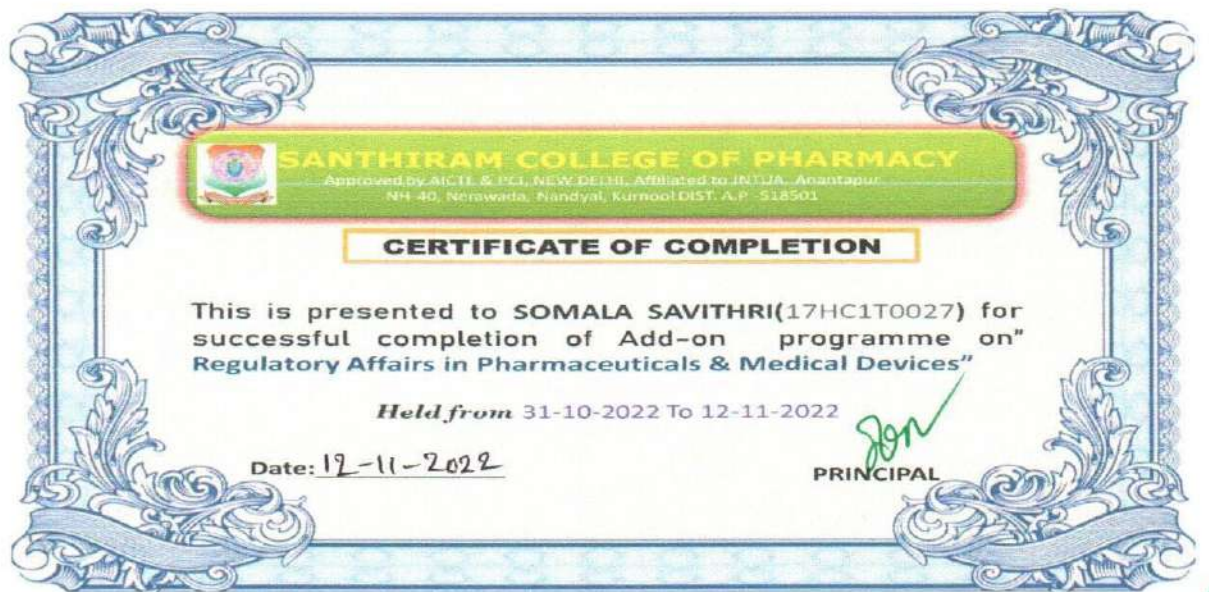 SANTHIRAM COLLEGE OF PHARMACY
Approved by AICTE & PCI, NEW DELHI, Affiliated to JNTUA, Anantapur
NH-40, Nerawada, Nandyal, Kurnool DIST. A.P -518501
CERTIFICATE OF COMPLETION
This is presented to SOMALA SAVITHRI(17HC1T0027) for
successful completion of Add-on programme on"
Regulatory Affairs in Pharmaceuticals & Medical Devices"
Held from 31-10-2022 To 12-11-2022
Date: 12-11-2022
PRINCIPAL